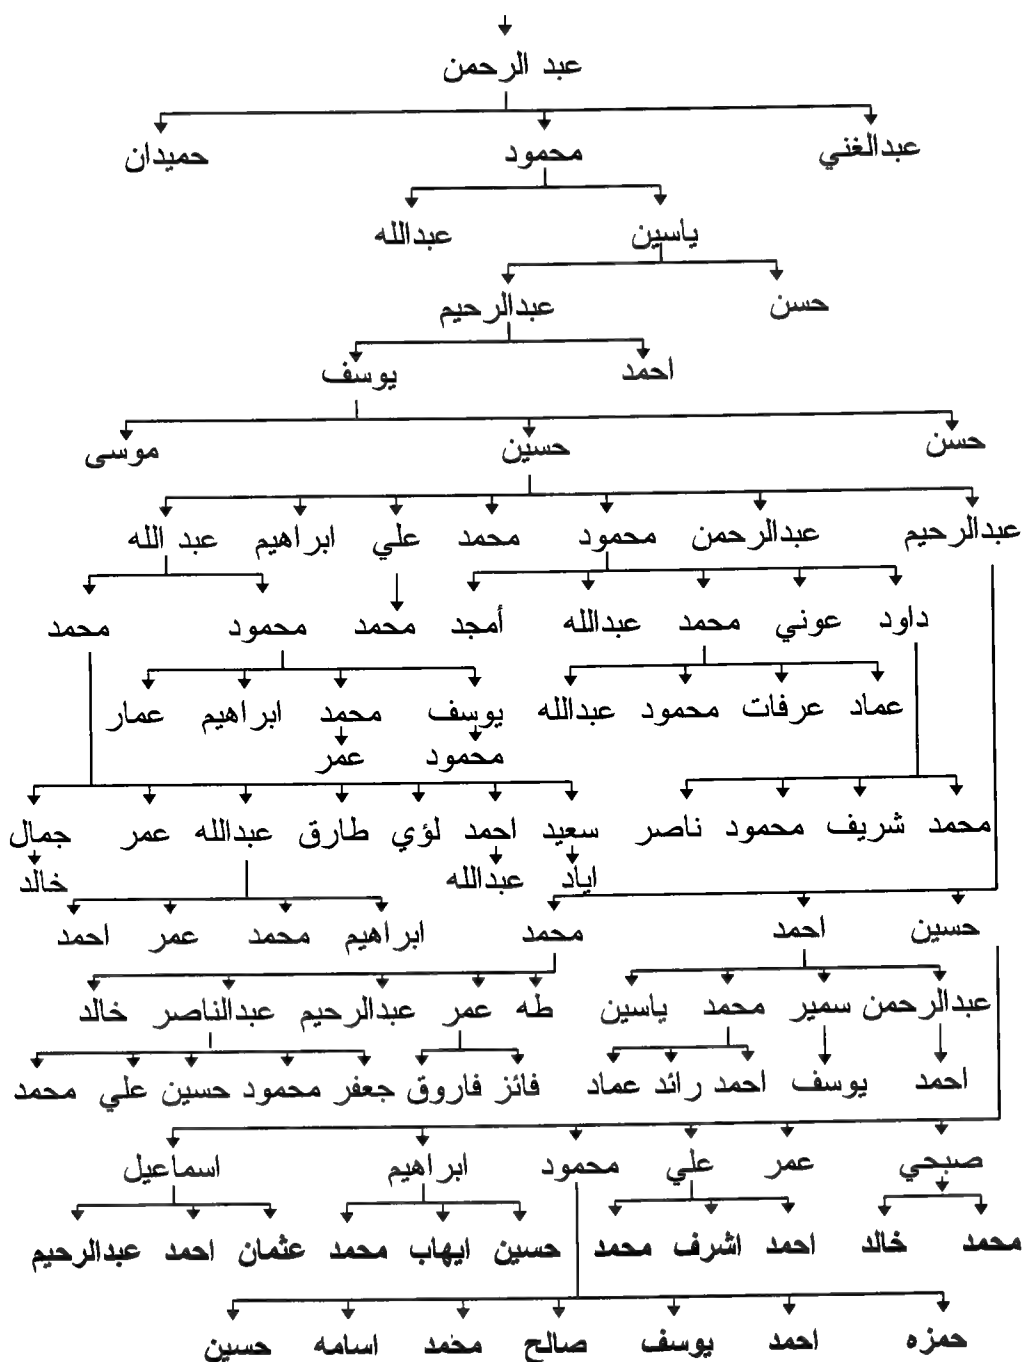 عبد الرحمن
عبدالغني محمود حميدان
ياسين عبدالله
حسن عبدالرحيم
احمد يوسف
حسن حسين موسى
عبدالرحيم عبدالرحمن محمود محمد علي ابراهيم عبد الله
داود عوني محمد عبدالله أمجد محمد محمود محمد
عماد عرفات محمود عبدالله يوسف محمد ابراهيم عمار
محمود عمر
محمد شريف محمود ناصر سعيد احمد لؤي طارق عبدالله عمر جمال
اياد عبدالله خالد
حسين احمد محمد ابراهيم محمد عمر احمد
عبدالرحمن سمير محمد ياسين طه عمر عبدالرحيم عبدالناصر خالد
احمد يوسف احمد رائد عماد فائز فاروق جعفر محمود حسين علي محمد
صبحي عمر علي محمود ابراهيم اسماعيل
محمد خالد احمد اشرف محمد حسين ايهاب محمد عثمان احمد عبدالرحيم
حمزه احمد يوسف صالح محمد اسامه حسين